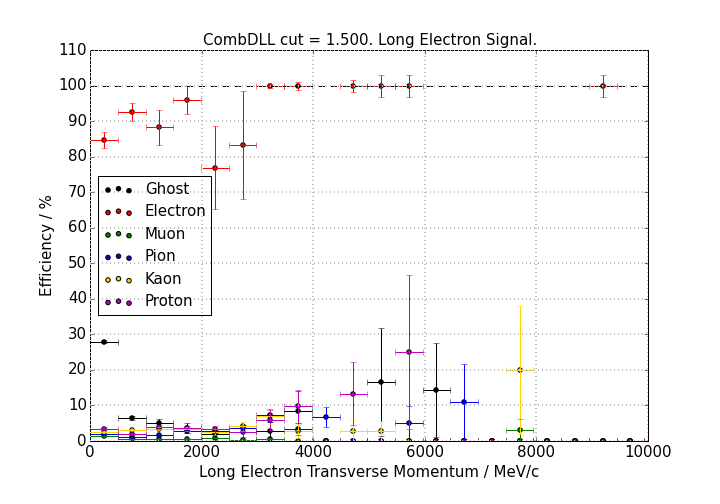 CombDLL cut = 1.500. Long Electron Signal.
110
100
90
80
70
60
50
40
30
20
10
0
Efficiency / %
Ghost
Electron
Muon
Pion
Kaon
Proton
0 2000 4000 6000 8000 10000
Long Electron Transverse Momentum / MeV/c